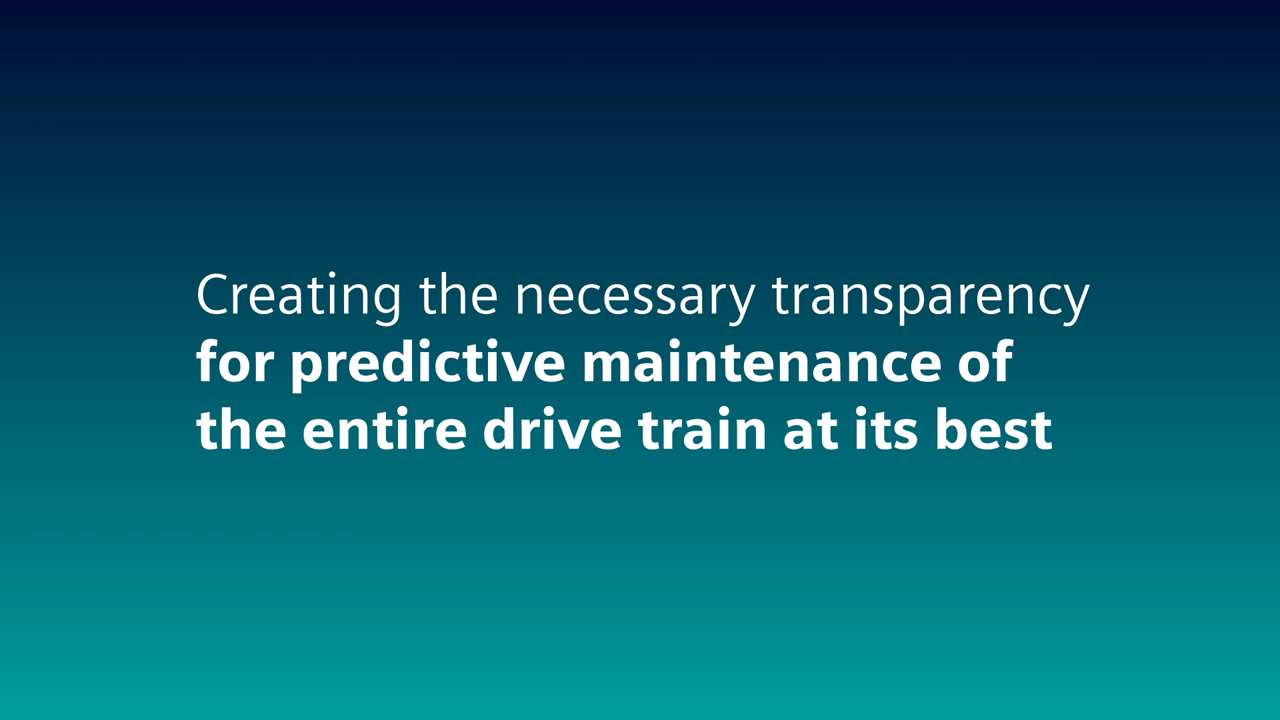 Creating the necessary transparency
for predictive maintenance of
the entire drive train at its best